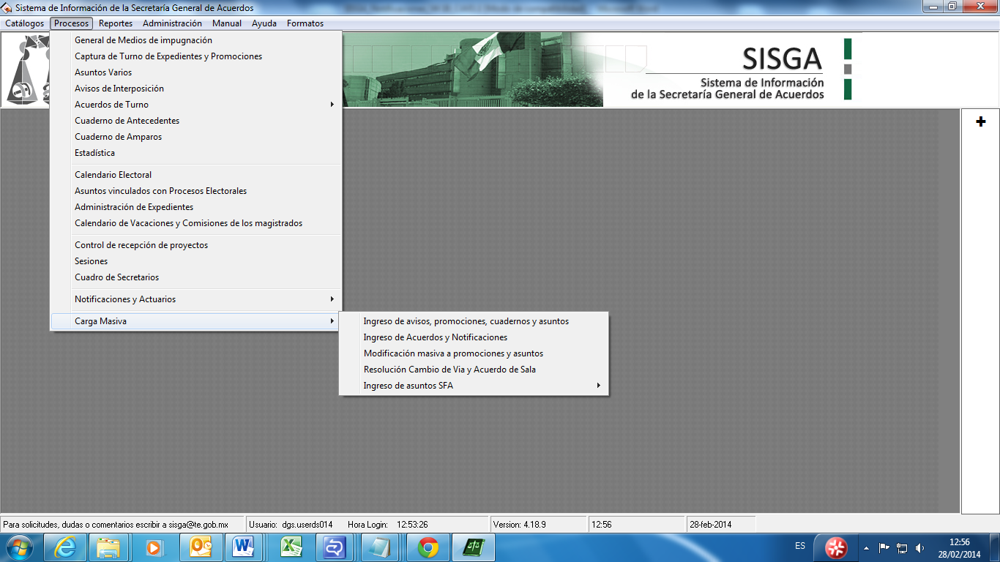 Sistema de Información de la Secretaría General de Acuerdos
Catálogos Procesos Reportes Administración Manual Ayuda Formatos
General de Medios de impugnación
Captura de Turno de Expedientes y Promociones
Asuntos Varios
Avisos de Interposición
Acuerdos de Turno
Cuaderno de Antecedentes
Cuaderno de Amparos
Estadística
Calendario Electoral
Asuntos vinculados con Procesos Electorales
Administración de Expedientes
Calendario de Vacaciones y Comisiones de los magistrados
Control de recepción de proyectos
Sesiones
Cuadro de Secretarios
Notificaciones y Actuarios
Carga Masiva
Ingreso de avisos, promociones, cuadernos y asuntos
Ingreso de Acuerdos y Notificaciones
Modificación masiva a promociones y asuntos
Resolución Cambio de Via y Acuerdo de Sala
Ingreso de asuntos SFA
SISGA
Sistema de Información
de la Secretaría General de Acuerdos
Para solicitudes, dudas o comentarios escribir a sisga@te.gob.mx Usuario: dgs.userds014 Hora Login: 12:53:26 Version: 4.18.9 12:56 28-feb-2014
ES
12:56
28/02/2014